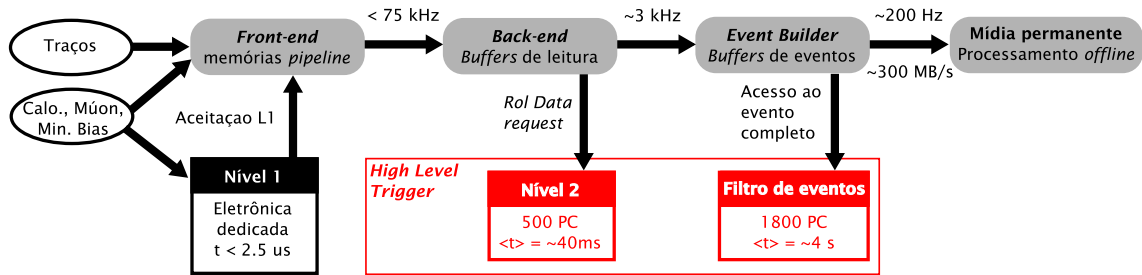 Traços
Calo., Múon,
Min. Bias
Front-end
memórias pipeline
Aceitaçao L1
Nível 1
Eletrônica
dedicada
t < 2.5 us
< 75 kHz
Back-end
Buffers de leitura
RoI Data
request
High Level
Trigger
Nível 2
500 PC
<t> = ~40ms
~3 kHz
Event Builder
Buffers de eventos
Acesso ao
evento
completo
Filtro de eventos
1800 PC
<t> = ~4 s
~200 Hz
~300 MB/s
Mídia permanente
Processamento offline